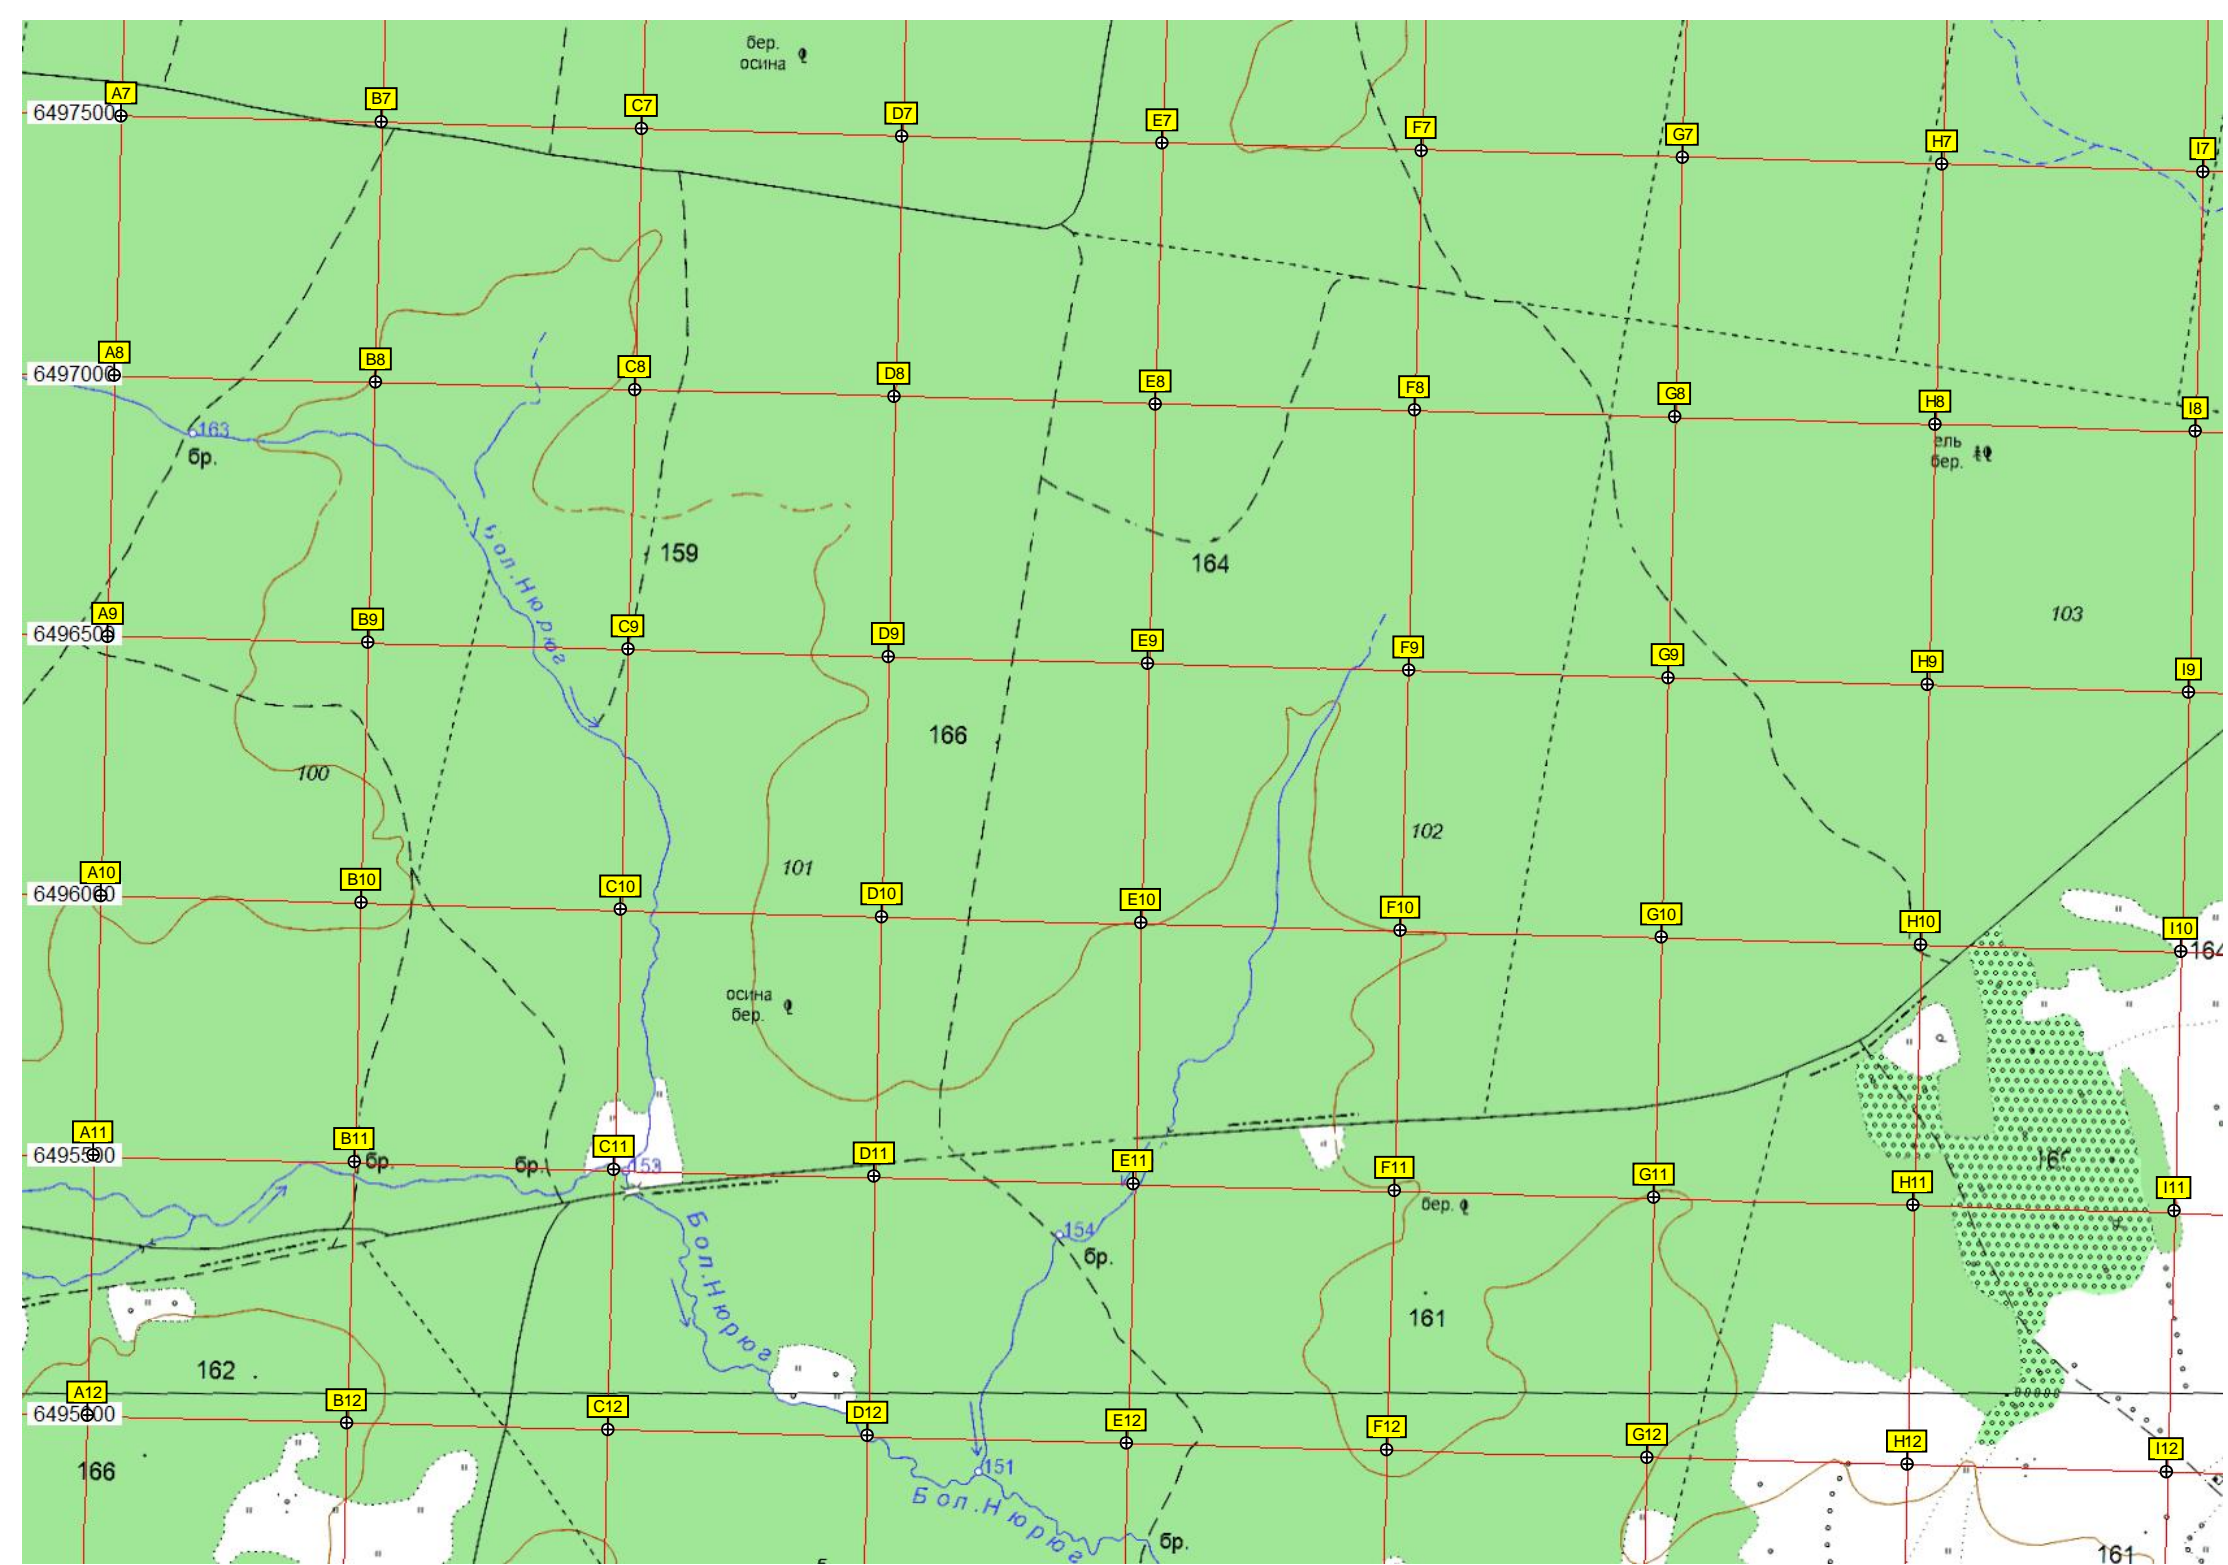 бер.
осина
A7
B7
C7
D7
E7
F7
G7
H7
I7
6497500
A8
B8
C8
D8
E8
F8
G8
H8
I8
6497000
163
бр.
ель
бер.
Бол.Нюрюг
159
164
A9
B9
C9
D9
E9
F9
G9
H9
I9
6496500
103
166
100
102
101
A10
B10
C10
D10
E10
F10
G10
H10
I10
6496000
164
осина
бер.
A11
B11
C11
D11
E11
F11
G11
H11
I11
6495500
бр.
бр.
153
бер.
154
бр.
Бол.Нюрюг
161
162
A12
B12
C12
D12
E12
F12
G12
H12
I12
6495000
166
151
Бол.Нюрюг
бр.
161